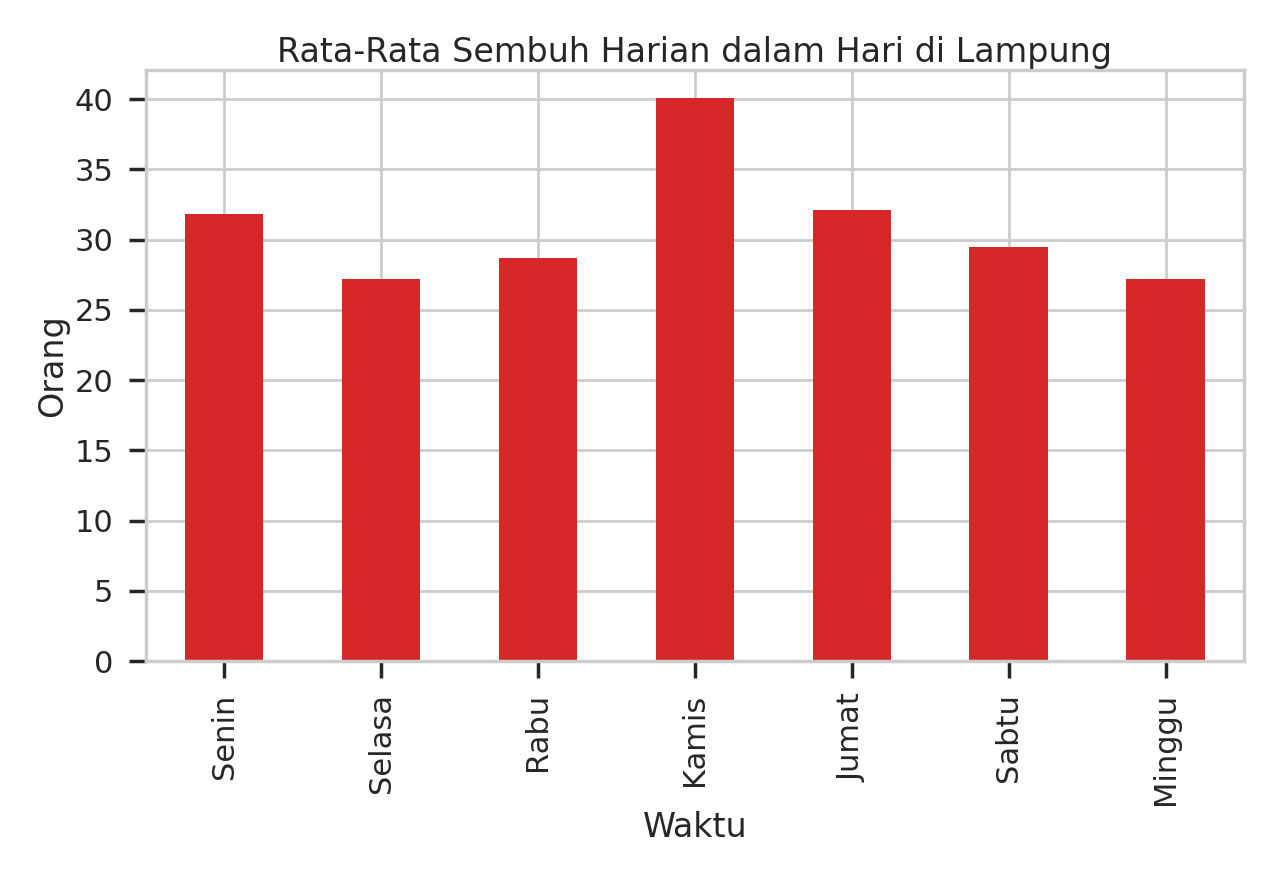 Rata-Rata Sembuh Harian dalam Hari di Lampung
Orang
40
35
30
25
20
15
10
5
0
Senin
Selasa
Rabu
Kamis
Jumat
Sabtu
Minggu
Waktu